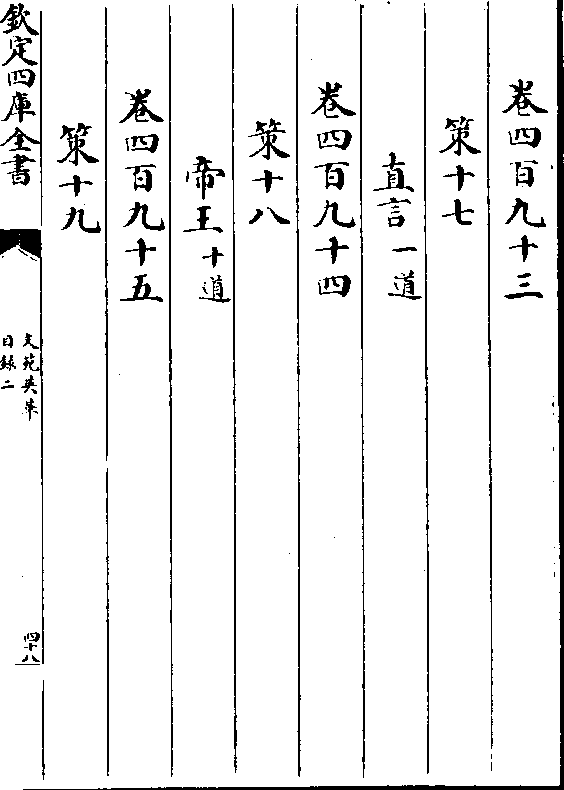 卷四百九十三
策十七
直言一道
卷四百九十四
策十八
帝王十道
卷四百九十五
策十九
欽定四庫全書
文苑英華
目錄二
四十八